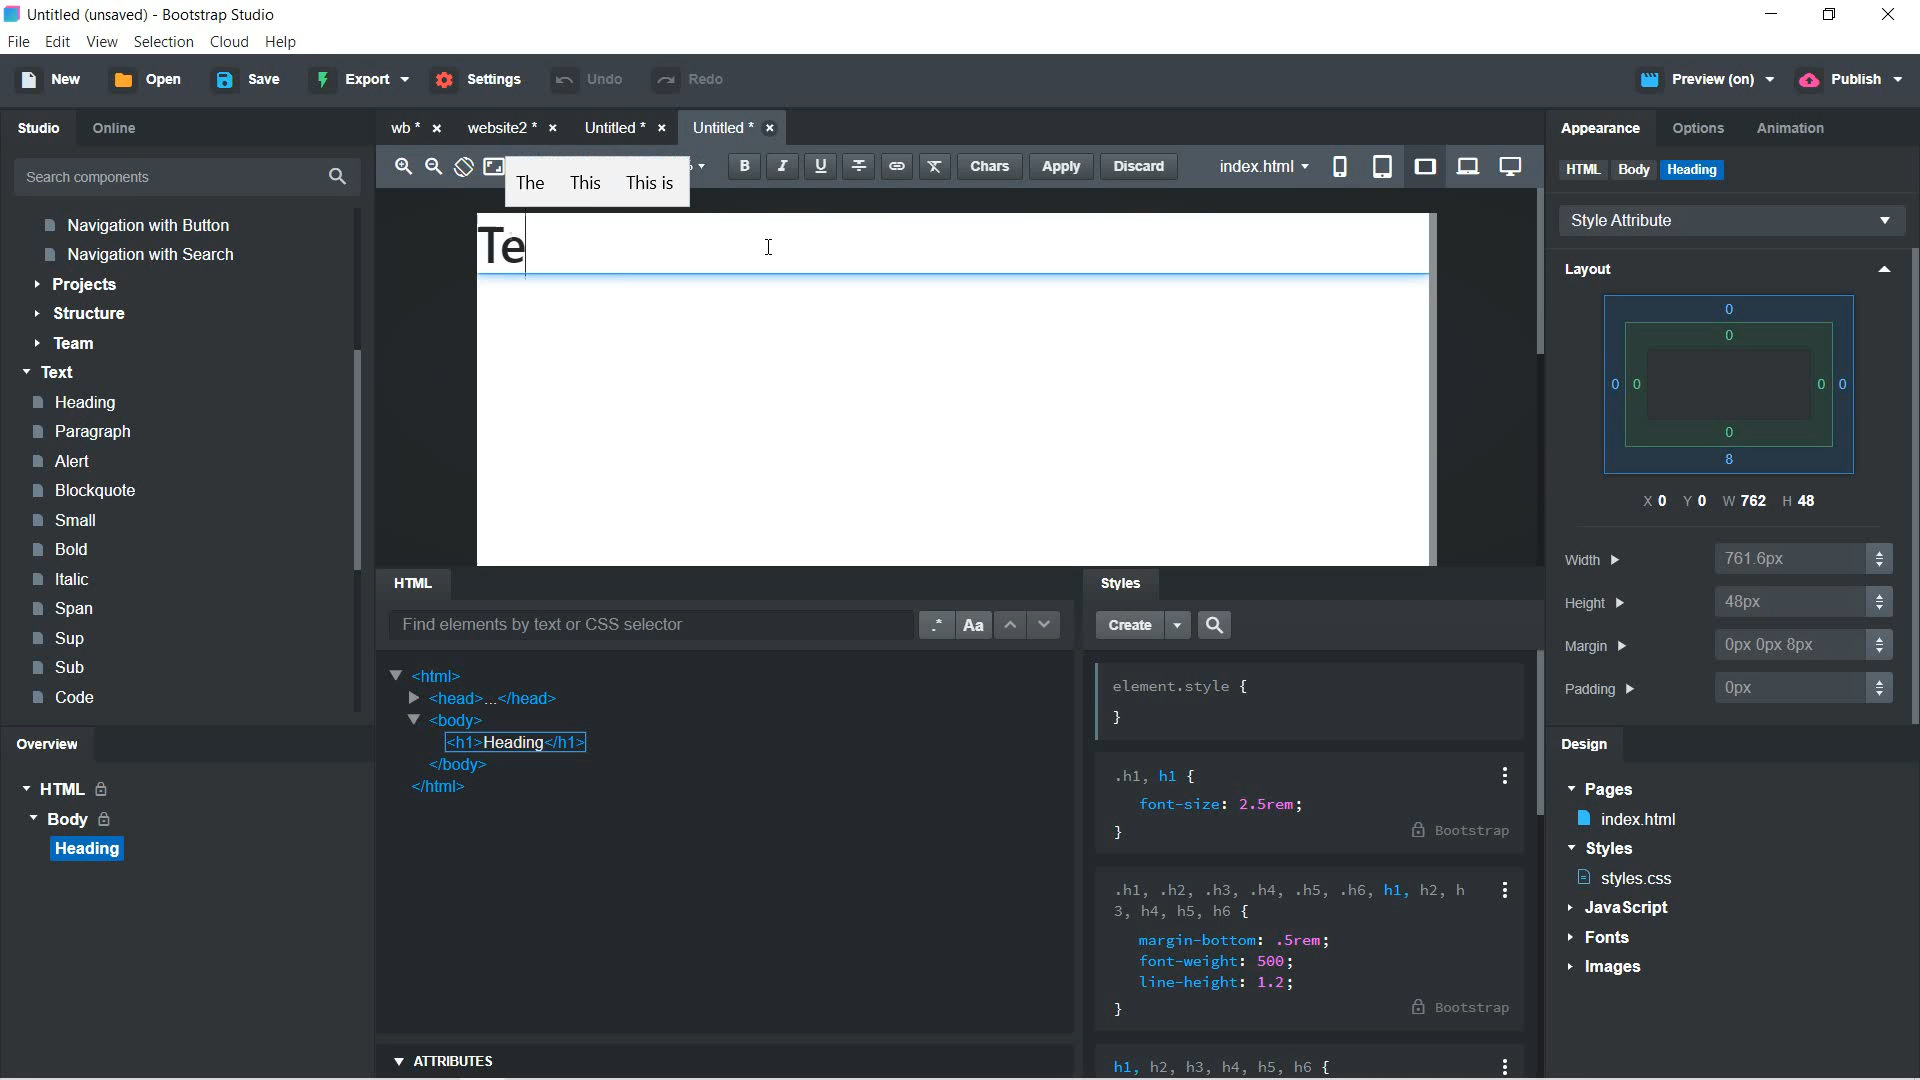 Untitled (unsaved) - Bootstrap Studio
File Edit View Selection Cloud Help
New Open Save Export Settings Undo Redo Preview (on) Publish
Studio Online
Search components
Navigation with Button
Navigation with Search
Projects
Structure
Team
Text
Heading
Paragraph
Alert
Blockquote
Small
Bold
Italic
Span
Sup
Sub
Code
Overview
HTML
Body
Heading
wb * website2 * Untitled * Untitled *
B I U Chars Apply Discard index.html
The This This is
Te
HTML
Find elements by text or CSS selector .* Aa
<html>
<head>...</head>
<body>
<h1>Heading</h1>
</body>
</html>
ATTRIBUTES
Styles
Create
element.style {
}
.h1, h1 {
font-size: 2.5rem;
} Bootstrap
.h1, .h2, .h3, .h4, .h5, .h6, h1, h2, h
3, h4, h5, h6 {
margin-bottom: .5rem;
font-weight: 500;
line-height: 1.2;
} Bootstrap
h1, h2, h3, h4, h5, h6 {
Appearance Options Animation
HTML Body Heading
Style Attribute
Layout
0
0
0 0 0 0
0
8
X 0 Y 0 W 762 H 48
Width 761.6px
Height 48px
Margin 0px 0px 8px
Padding 0px
Design
Pages
index.html
Styles
styles.css
JavaScript
Fonts
Images